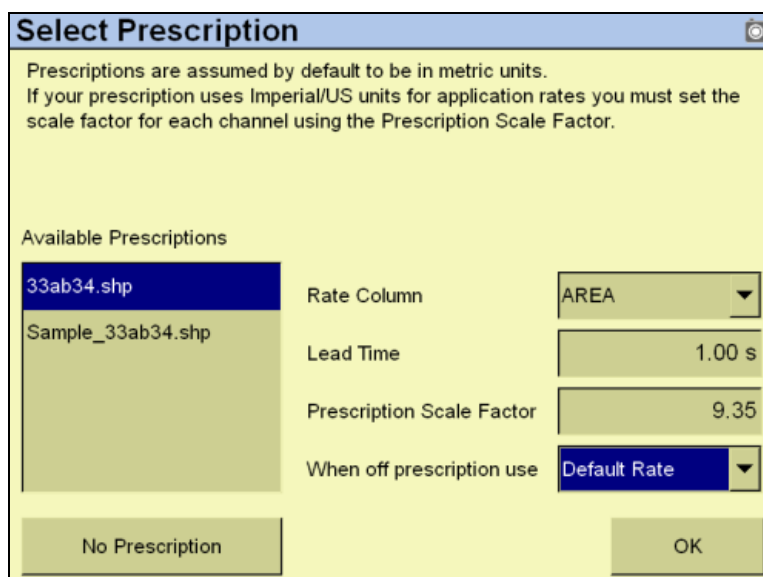 Select Prescription
Prescriptions are assumed by default to be in metric units.
If your prescription uses Imperial/US units for application rates you must set the
scale factor for each channel using the Prescription Scale Factor.
Available Prescriptions
33ab34.shp
Sample_33ab34.shp
Rate Column
AREA
Lead Time
1.00 s
Prescription Scale Factor
9.35
When off prescription use
Default Rate
No Prescription
OK